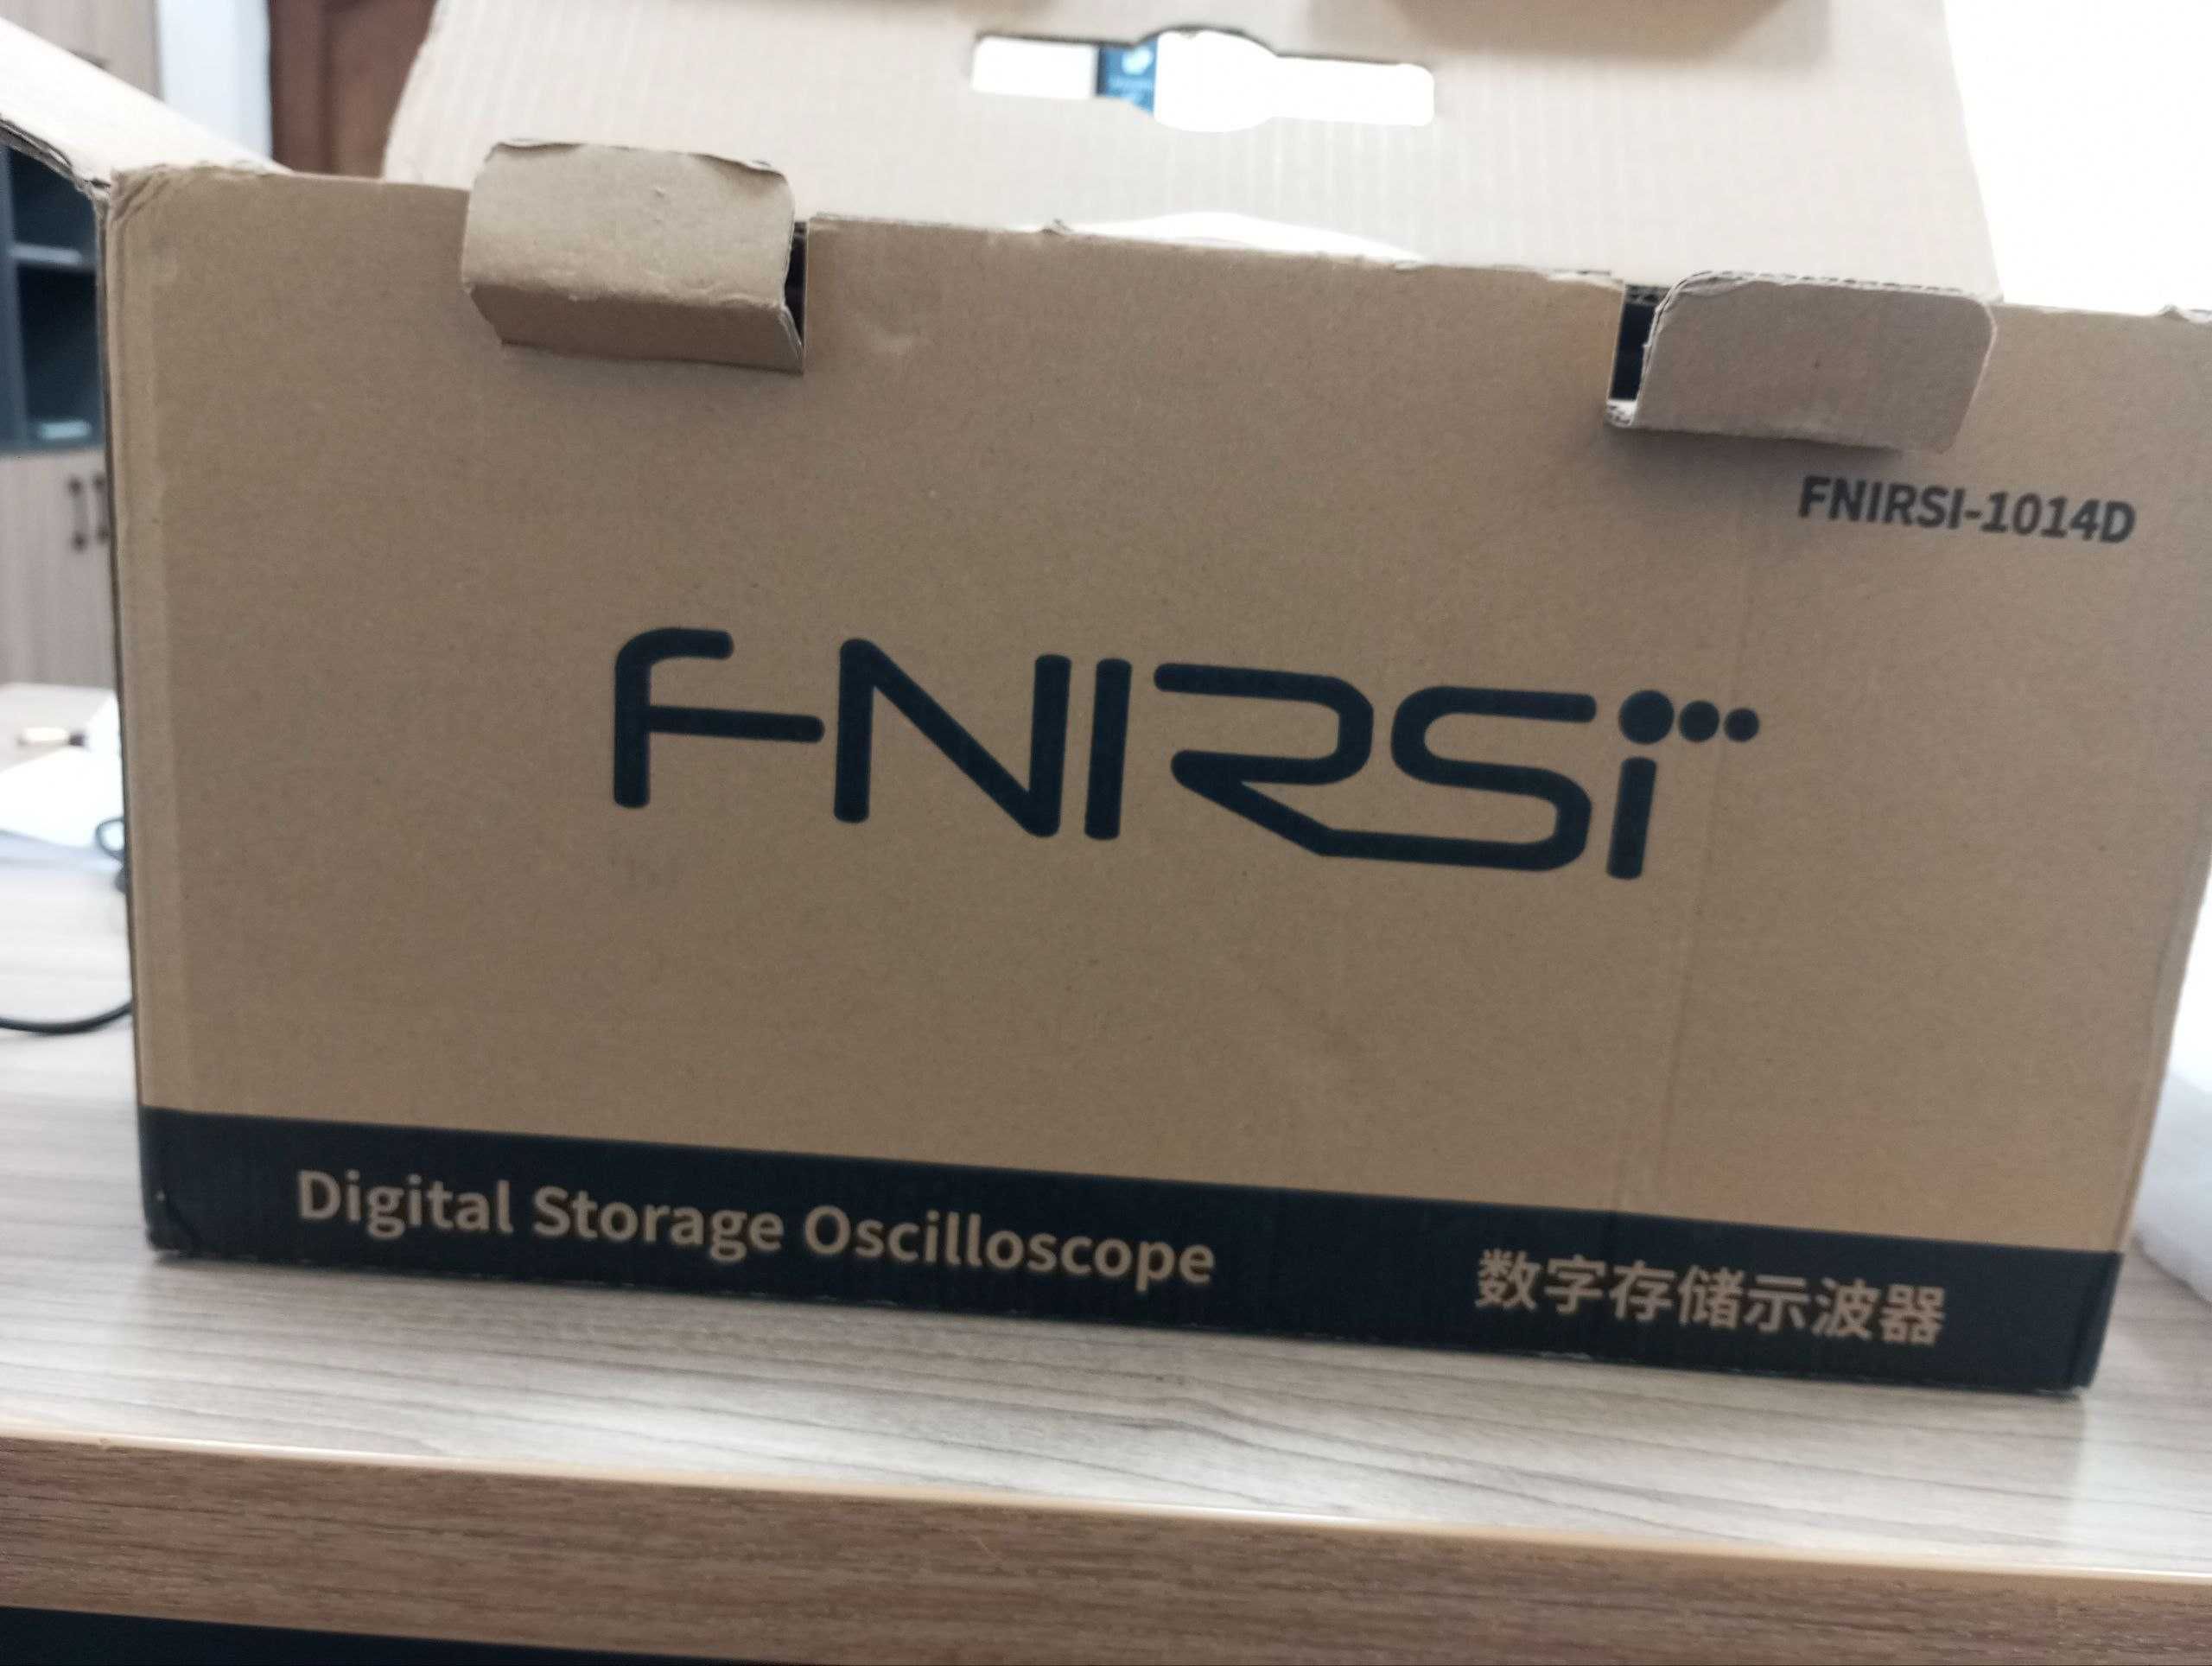 FNIRSI-1014D
FNIRSI
Digital Storage Oscilloscope
数字存储示波器